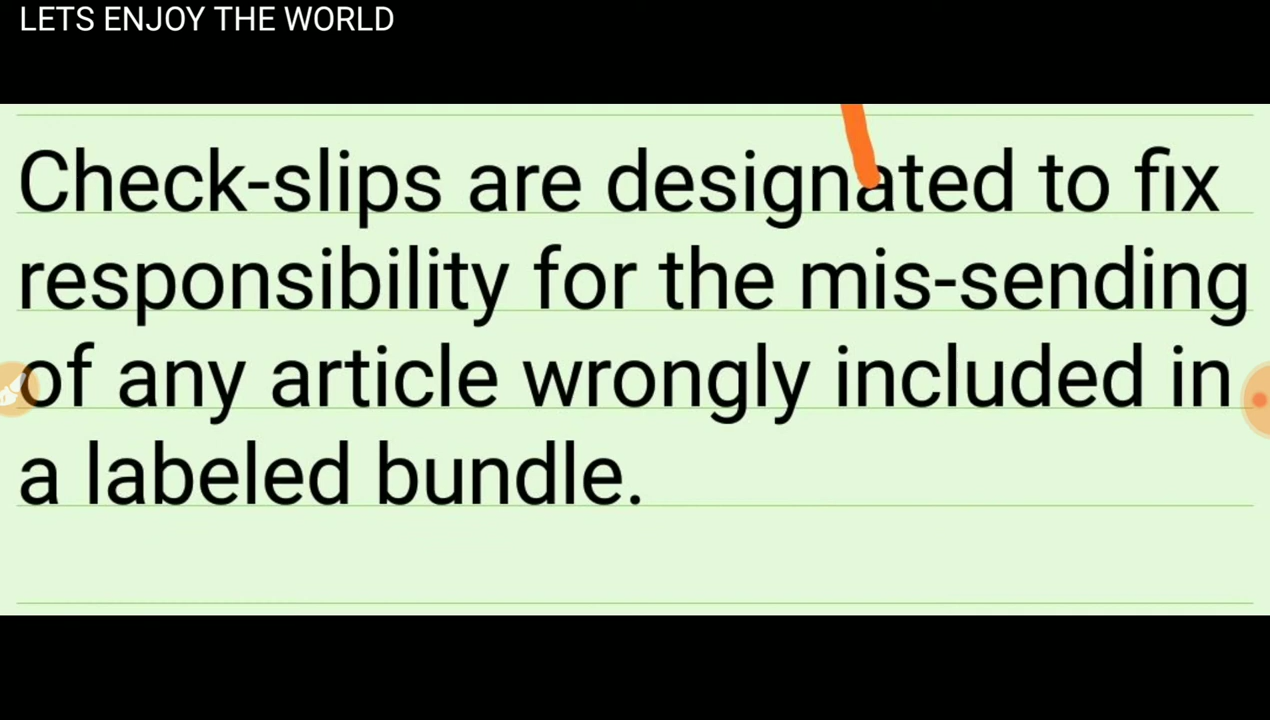 LETS ENJOY THE WORLD
Check-slips are designated to fix
responsibility for the mis-sending
of any article wrongly included in
a labeled bundle.